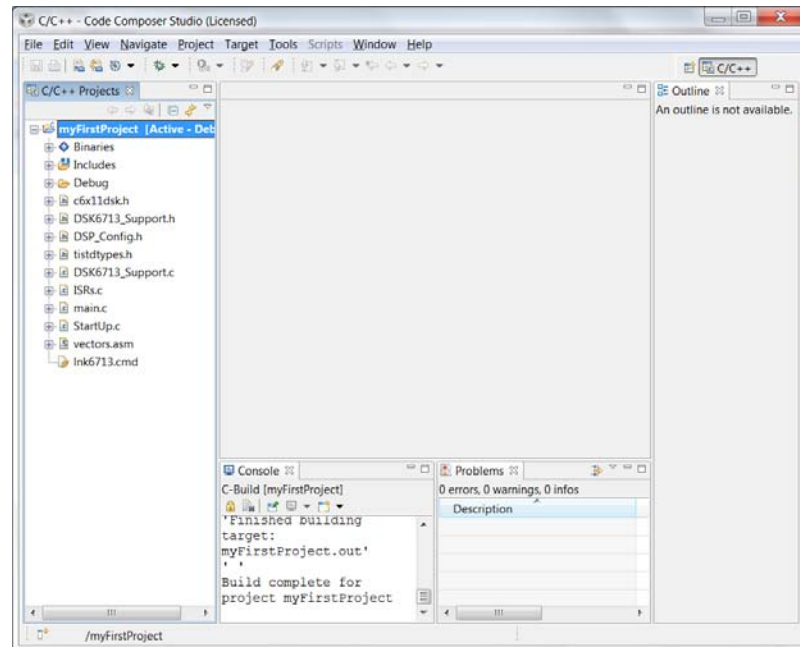 C/C++ - Code Composer Studio (Licensed)
File Edit View Navigate Project Target Tools Scripts Window Help
C/C++
C/C++ Projects
Outline
An outline is not available.
myFirstProject [Active - Deb
Binaries
Includes
Debug
c6x11dsk.h
DSK6713_Support.h
DSP_Config.h
tistdtypes.h
DSK6713_Support.c
ISRs.c
main.c
StartUp.c
vectors.asm
lnk6713.cmd
Console
Problems
C-Build [myFirstProject]
0 errors, 0 warnings, 0 infos
Description
'Finished building
target:
myFirstProject.out'
' '
Build complete for
project myFirstProject
/myFirstProject